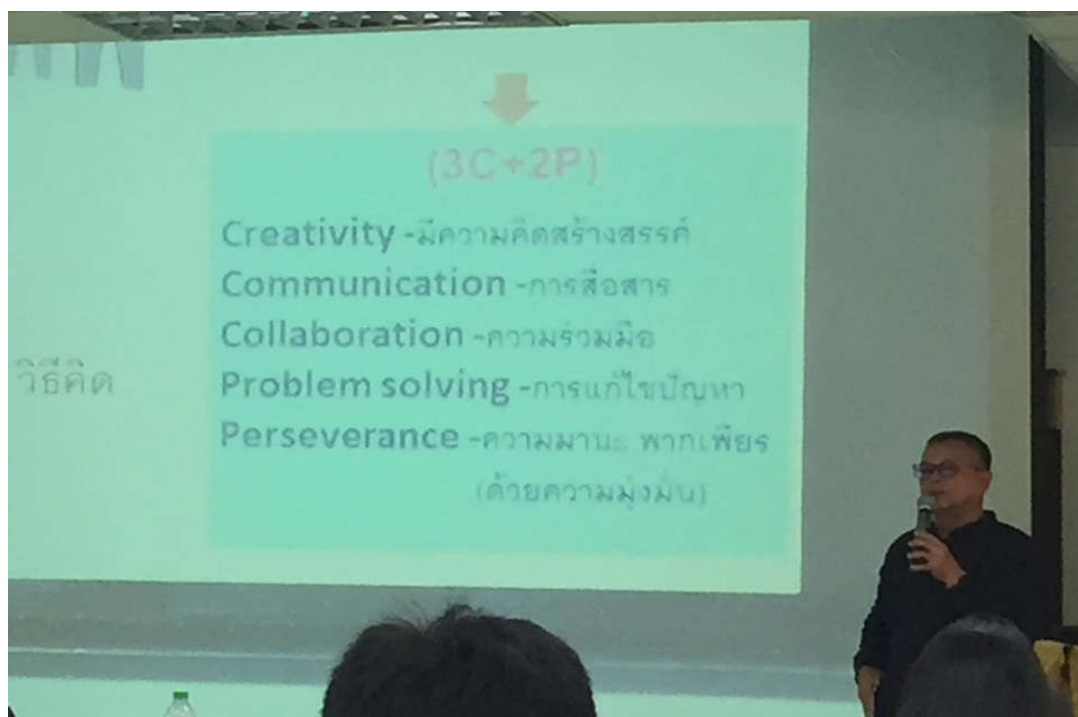 (3C+2P)
Creativity -มีความคิดสร้างสรรค์
Communication -การสื่อสาร
Collaboration -ความร่วมมือ
วิธีคิด
Problem solving -การแก้ไขปัญหา
Perseverance -ความมานะ พากเพียร
(ด้วยความมุ่งมั่น)